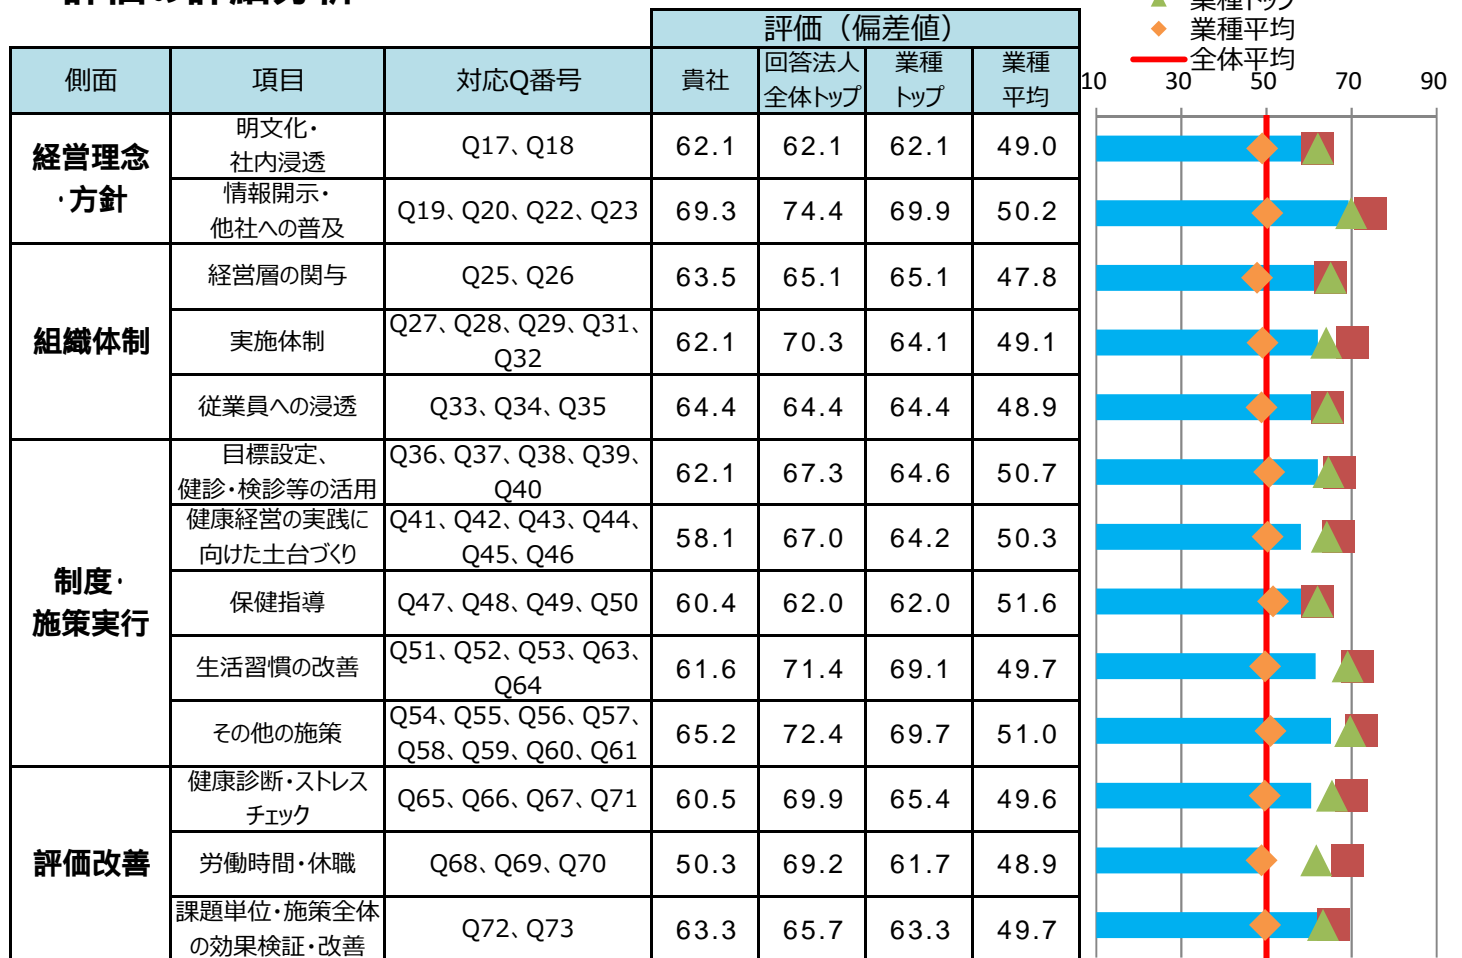 評価の詳細分析
業種トップ
業種平均
全体平均
評価（偏差値）
側面 項目 対応Q番号 貴社 回答法人 業種 業種
全体トップ トップ 平均
10 30 50 70 90
経営理念
・方針
明文化・
社内浸透
Q17、Q18 62.1 62.1 62.1 49.0
情報開示・
他社への普及
Q19、Q20、Q22、Q23 69.3 74.4 69.9 50.2
組織体制
経営層の関与 Q25、Q26 63.5 65.1 65.1 47.8
実施体制
Q27、Q28、Q29、Q31、
Q32
62.1 70.3 64.1 49.1
従業員への浸透 Q33、Q34、Q35 64.4 64.4 64.4 48.9
制度・
施策実行
目標設定、
健診・検診等の活用
Q36、Q37、Q38、Q39、
Q40
62.1 67.3 64.6 50.7
健康経営の実践に
向けた土台づくり
Q41、Q42、Q43、Q44、
Q45、Q46
58.1 67.0 64.2 50.3
保健指導 Q47、Q48、Q49、Q50 60.4 62.0 62.0 51.6
生活習慣の改善
Q51、Q52、Q53、Q63、
Q64
61.6 71.4 69.1 49.7
その他の施策
Q54、Q55、Q56、Q57、
Q58、Q59、Q60、Q61
65.2 72.4 69.7 51.0
評価改善
健康診断・ストレス
チェック
Q65、Q66、Q67、Q71 60.5 69.9 65.4 49.6
労働時間・休職 Q68、Q69、Q70 50.3 69.2 61.7 48.9
課題単位・施策全体
の効果検証・改善
Q72、Q73 63.3 65.7 63.3 49.7